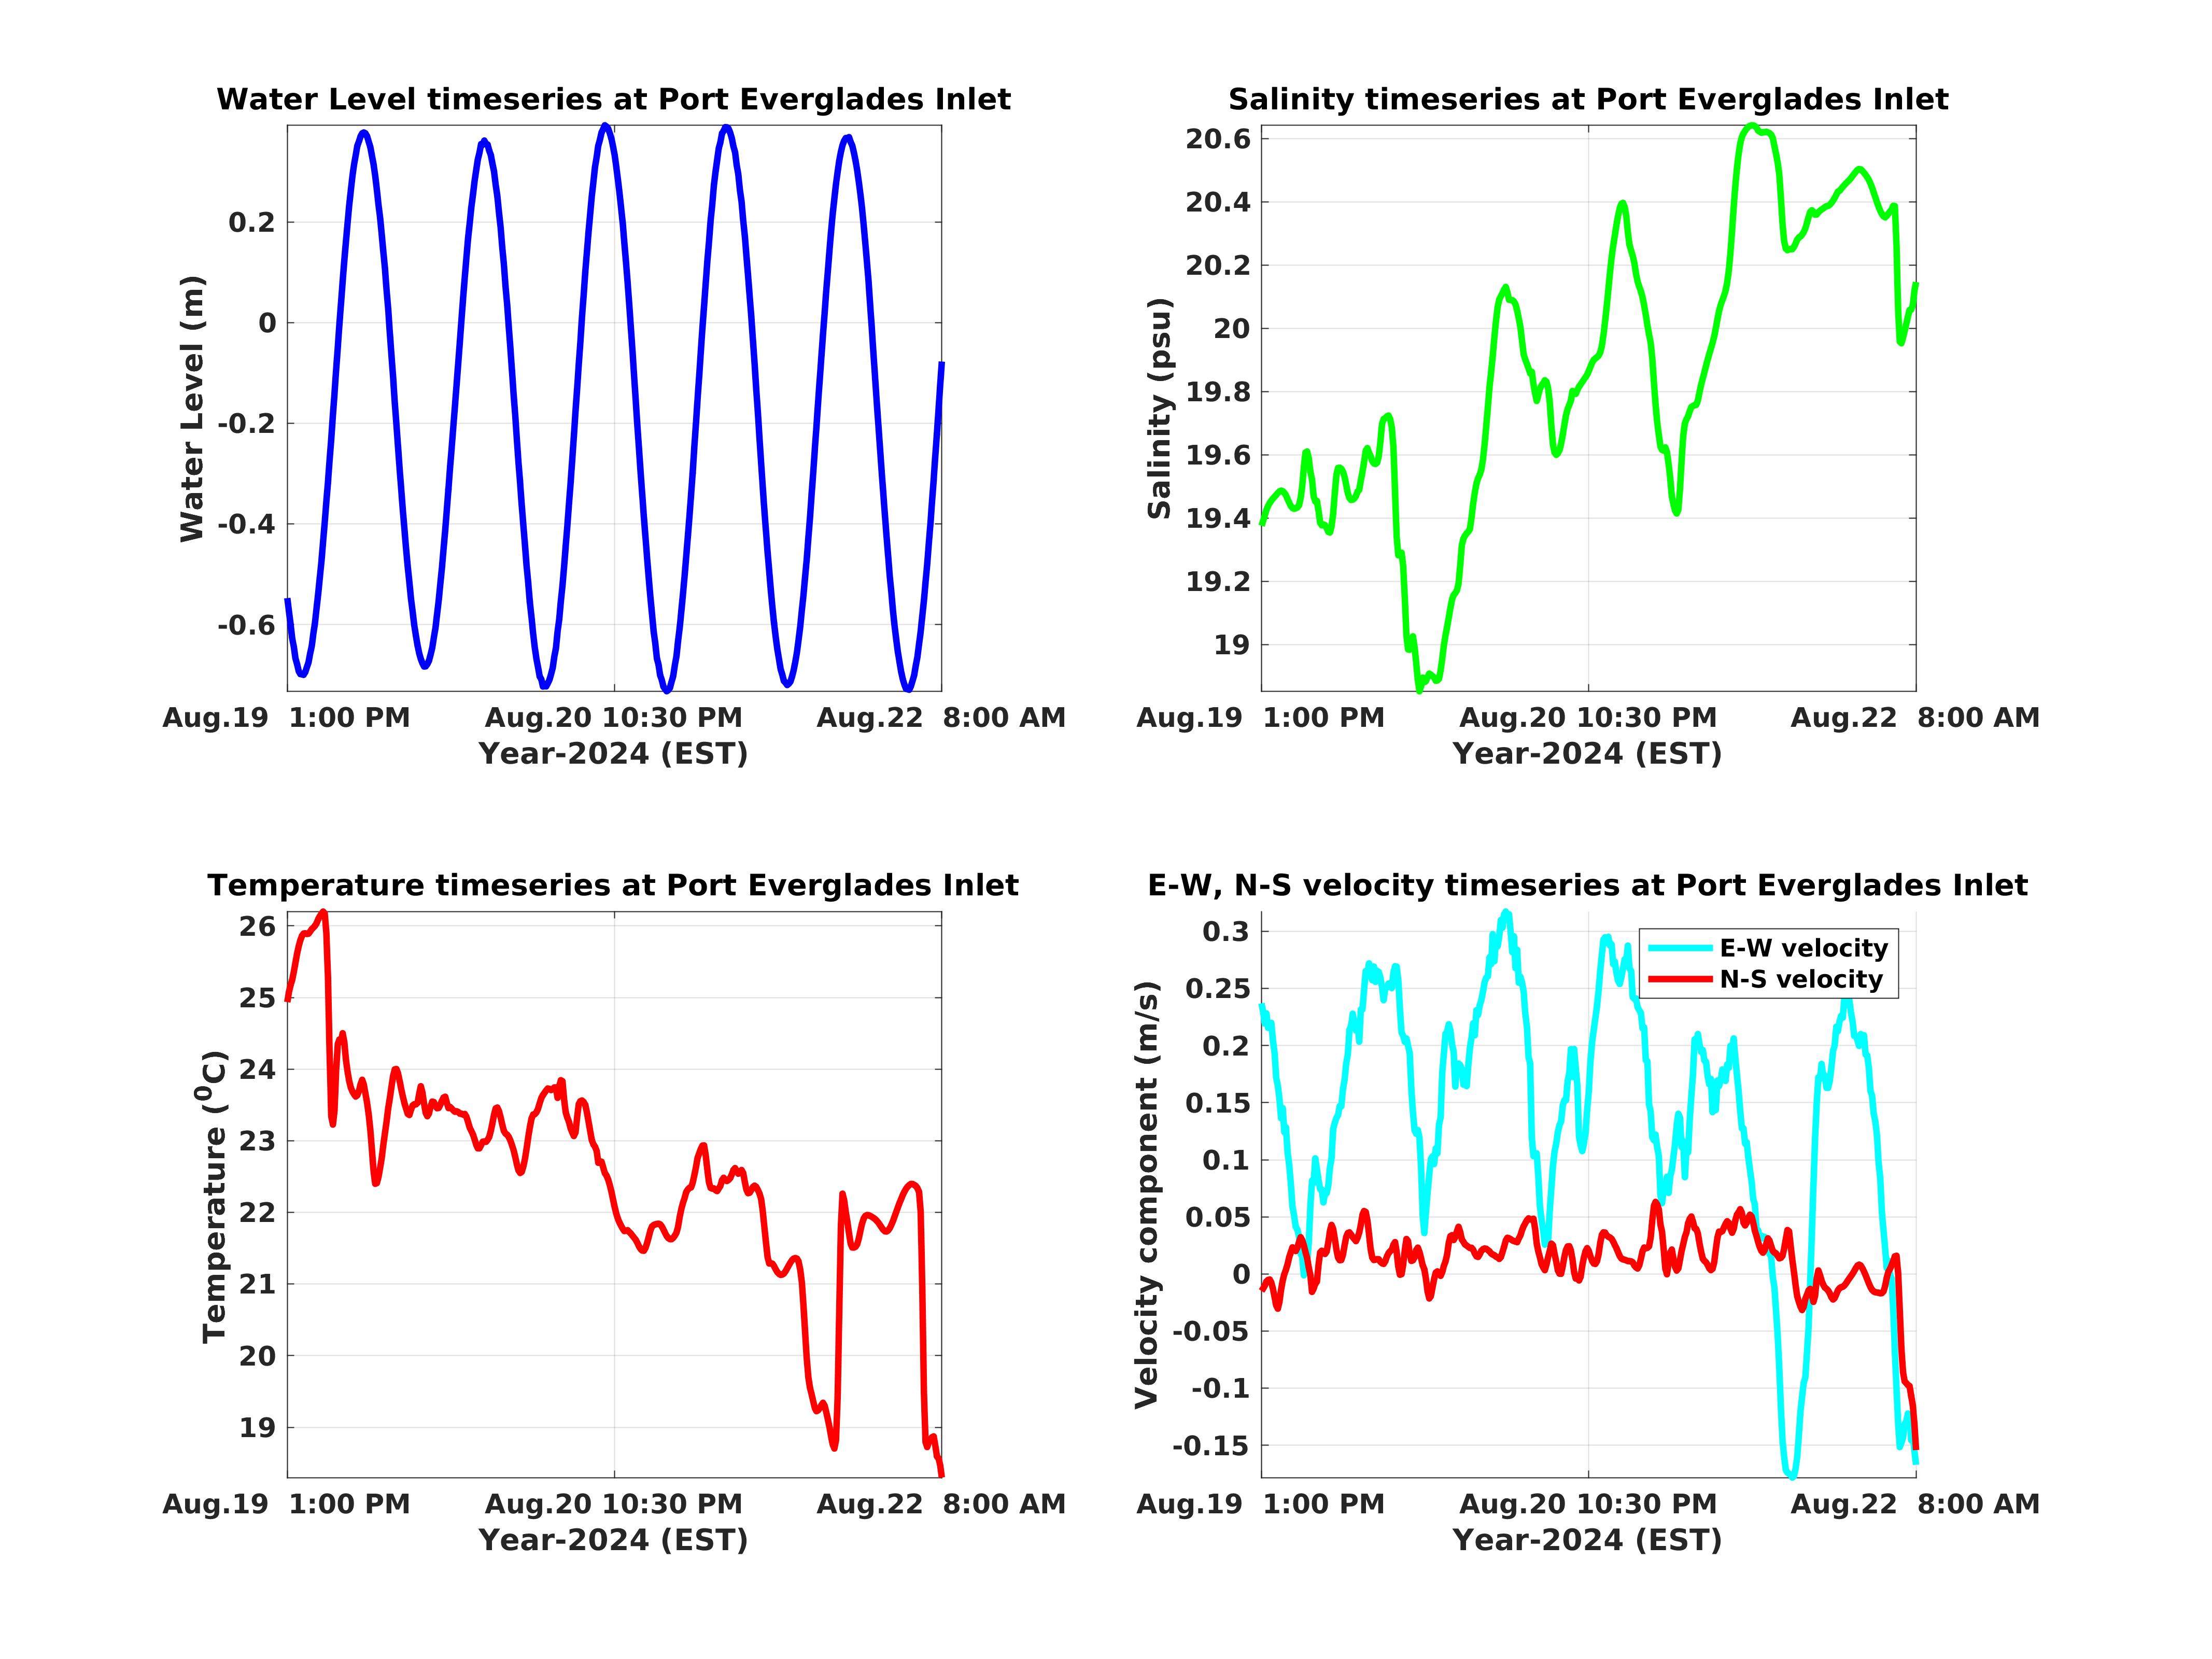 Water Level timeseries at Port Everglades Inlet
Water Level (m)
0.2
0
-0.2
-0.4
-0.6
Aug.19 1:00 PM Aug.20 10:30 PM Aug.22 8:00 AM
Year-2024 (EST)
Salinity timeseries at Port Everglades Inlet
Salinity (psu)
20.6
20.4
20.2
20
19.8
19.6
19.4
19.2
19
Aug.19 1:00 PM Aug.20 10:30 PM Aug.22 8:00 AM
Year-2024 (EST)
Temperature timeseries at Port Everglades Inlet
Temperature (⁰C)
26
25
24
23
22
21
20
19
Aug.19 1:00 PM Aug.20 10:30 PM Aug.22 8:00 AM
Year-2024 (EST)
E-W, N-S velocity timeseries at Port Everglades Inlet
Velocity component (m/s)
0.3
0.25
0.2
0.15
0.1
0.05
0
-0.05
-0.1
-0.15
E-W velocity
N-S velocity
Aug.19 1:00 PM Aug.20 10:30 PM Aug.22 8:00 AM
Year-2024 (EST)